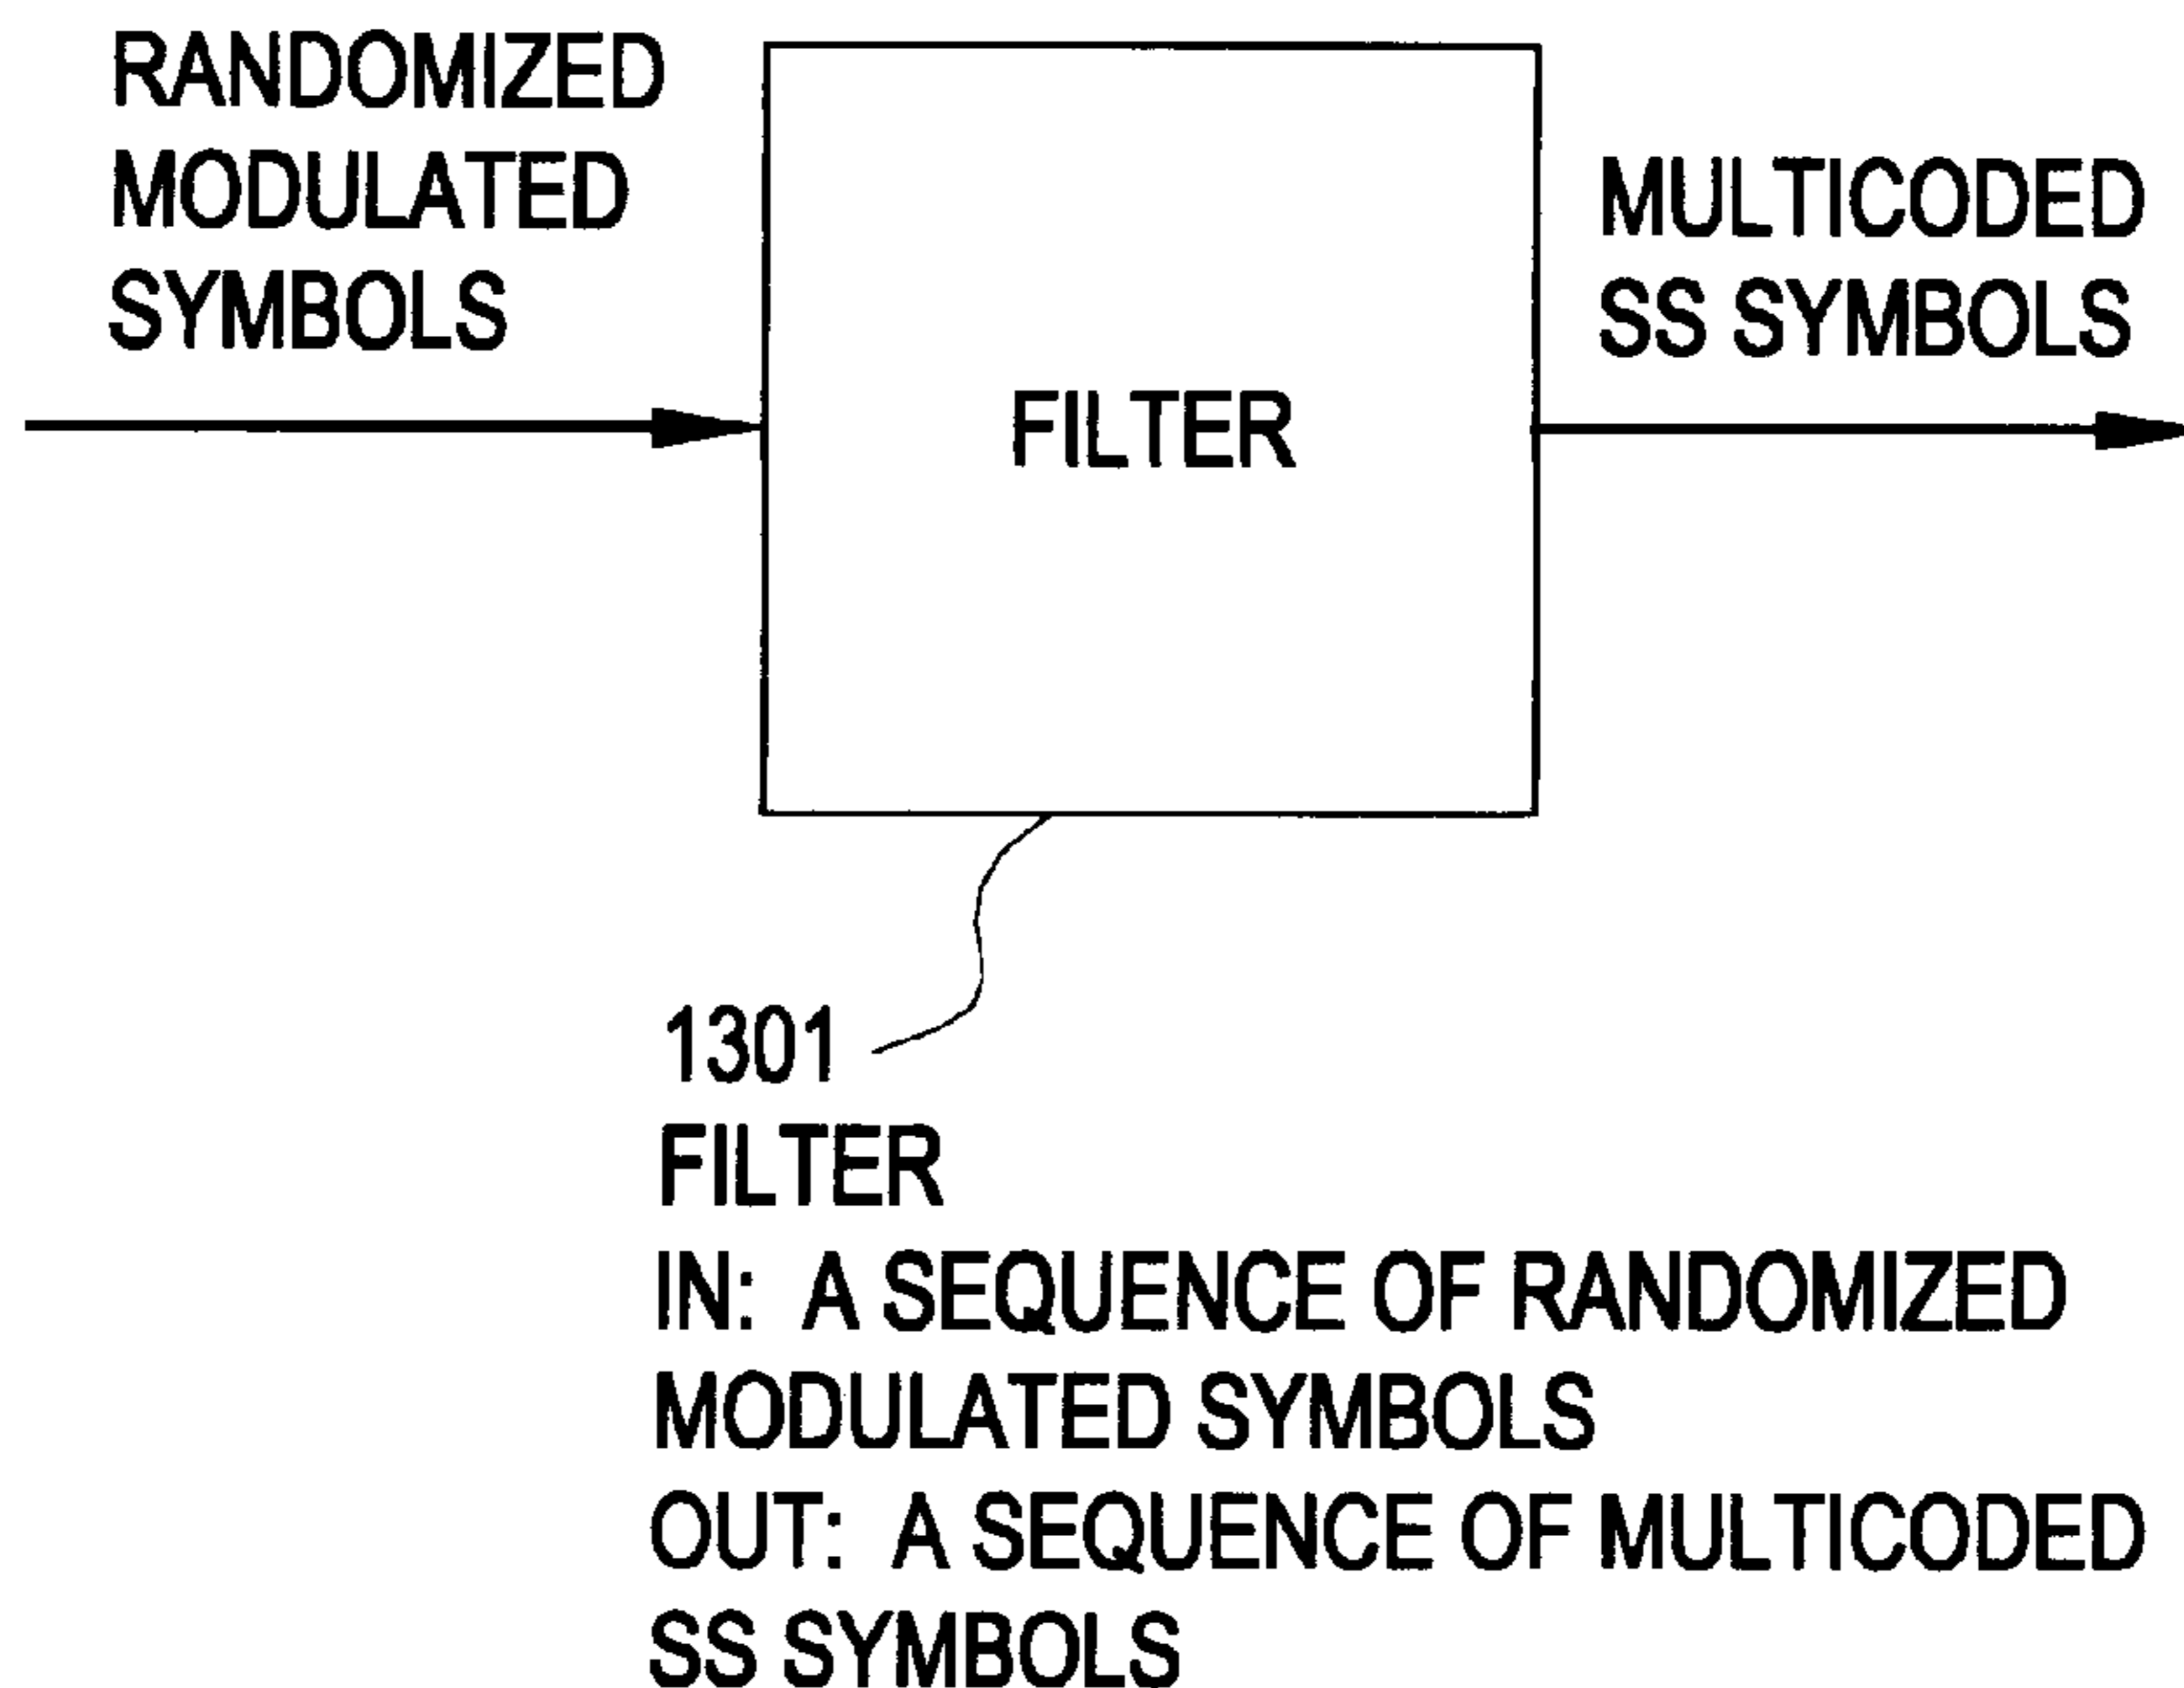 RANDOMIZED
MODULATED
SYMBOLS
MULTICODED
SS SYMBOLS
FILTER
1301
FILTER
IN: A SEQUENCE OF RANDOMIZED
MODULATED SYMBOLS
OUT: A SEQUENCE OF MULTICODED
SS SYMBOLS